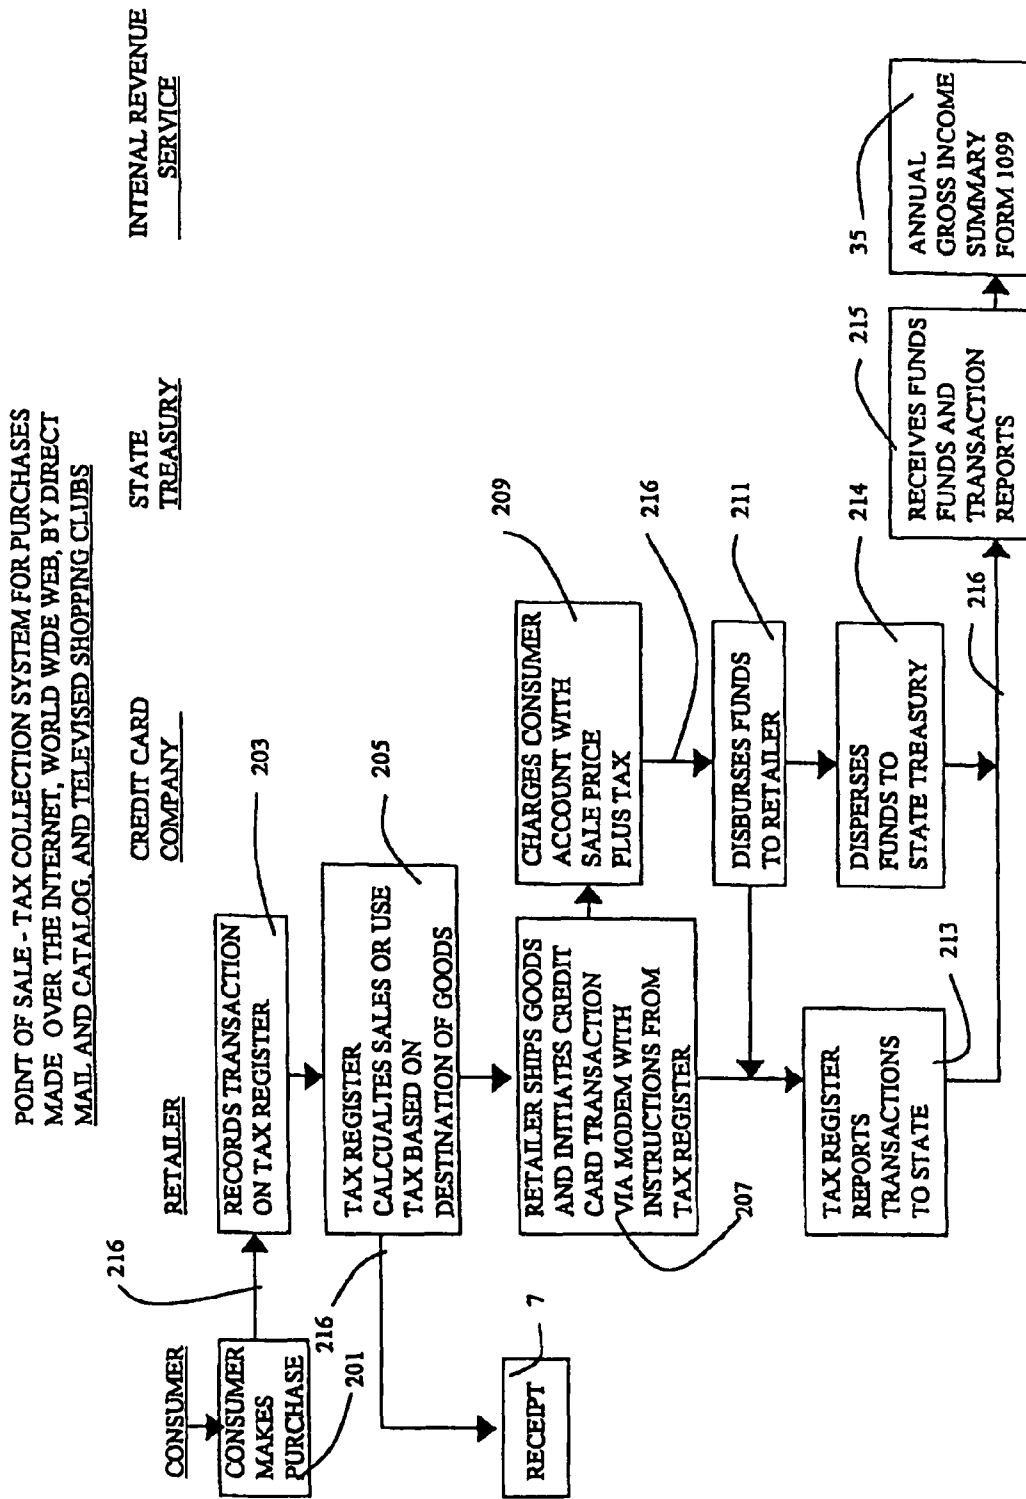 POINT OF SALE - TAX COLLECTION SYSTEM FOR PURCHASES
MADE OVER THE INTERNET, WORLD WIDE WEB, BY DIRECT
MAIL AND CATALOG, AND TELEVISED SHOPPING CLUBS
CONSUMER
RETAILER
CREDIT CARD
COMPANY
STATE
TREASURY
INTENAL REVENUE
SERVICE
CONSUMER
MAKES
PURCHASE
201
216
RECORDS TRANSACTION
ON TAX REGISTER
203
TAX REGISTER
CALCUALTES SALES OR USE
TAX BASED ON
DESTINATION OF GOODS
205
216
RECEIPT
7
RETAILER SHIPS GOODS
AND INITIATES CREDIT
CARD TRANSACTION
VIA MODEM WITH
INSTRUCTIONS FROM
TAX REGISTER
207
CHARGES CONSUMER
ACCOUNT WITH
SALE PRICE
PLUS TAX
209
216
DISBURSES FUNDS
TO RETAILER
211
TAX REGISTER
REPORTS
TRANSACTIONS
TO STATE
213
DISPERSES
FUNDS TO
STATE TREASURY
214
216
RECEIVES FUNDS
FUNDS AND
TRANSACTION
REPORTS
215
ANNUAL
GROSS INCOME
SUMMARY
FORM 1099
35